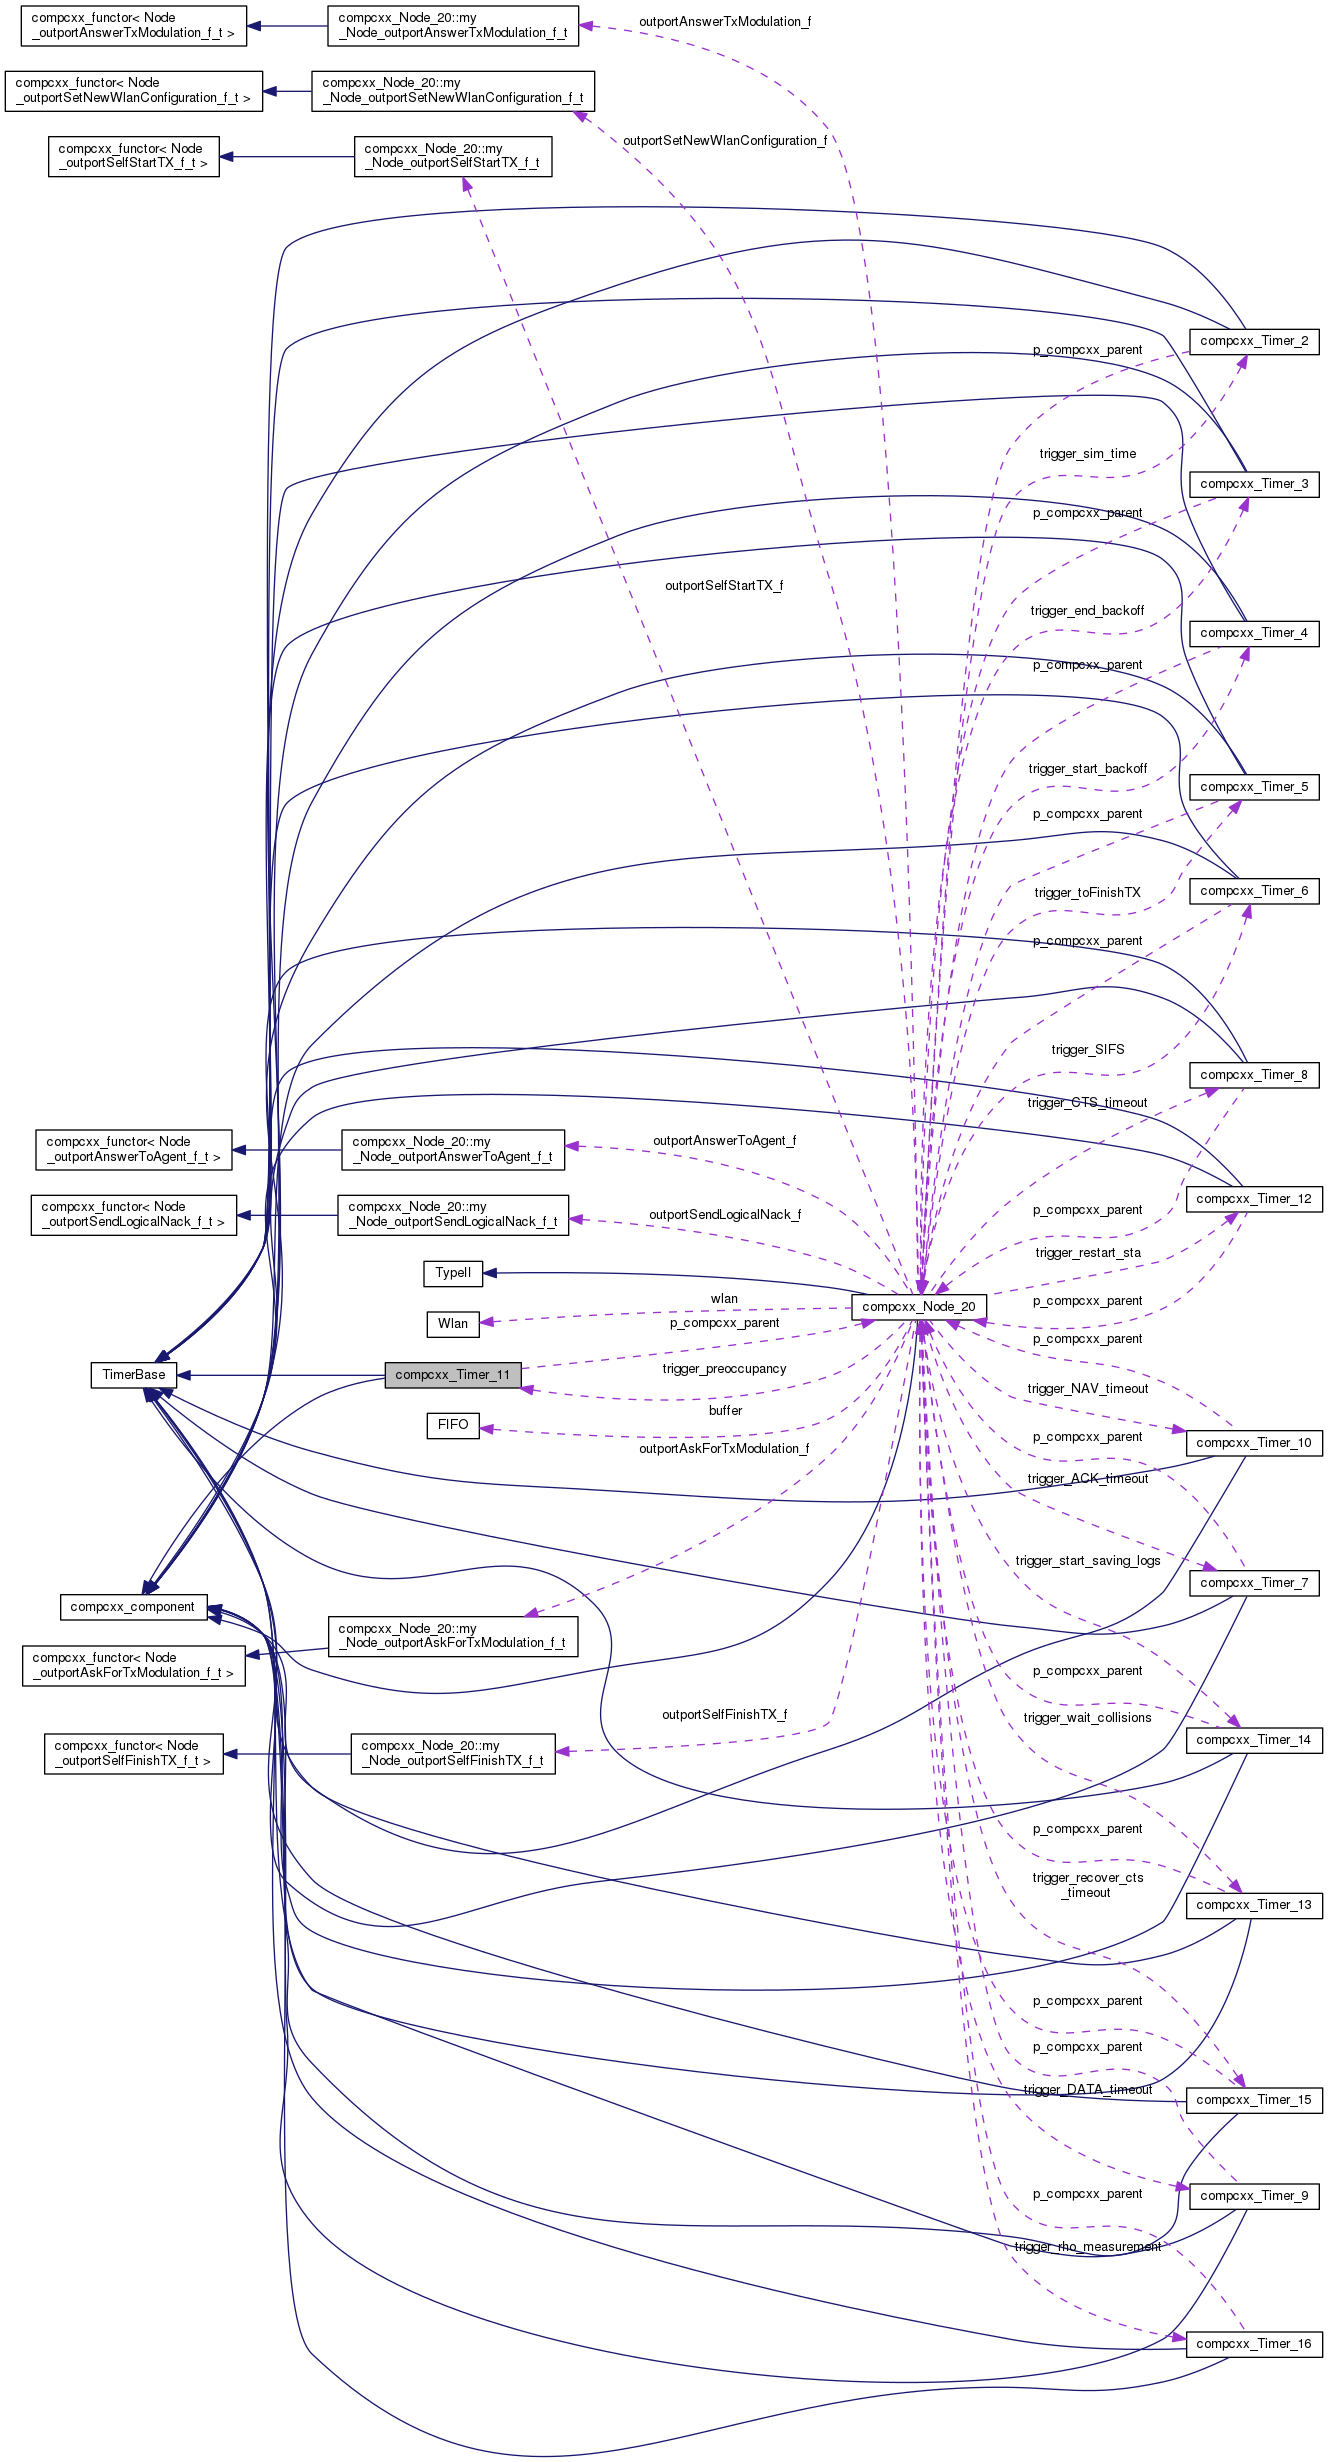 compcxx_functor< Node
_outportAnswerTxModulation_f_t >
compcxx_Node_20::my
_Node_outportAnswerTxModulation_f_t
outportAnswerTxModulation_f
compcxx_functor< Node
_outportSetNewWlanConfiguration_f_t >
compcxx_Node_20::my
_Node_outportSetNewWlanConfiguration_f_t
outportSetNewWlanConfiguration_f
compcxx_functor< Node
_outportSelfStartTX_f_t >
compcxx_Node_20::my
_Node_outportSelfStartTX_f_t
compcxx_Timer_2
p_compcxx_parent
trigger_sim_time
compcxx_Timer_3
p_compcxx_parent
outportSelfStartTX_f
trigger_end_backoff
compcxx_Timer_4
p_compcxx_parent
trigger_start_backoff
compcxx_Timer_5
p_compcxx_parent
trigger_toFinishTX
compcxx_Timer_6
p_compcxx_parent
trigger_SIFS
compcxx_Timer_8
trigger_CTS_timeout
compcxx_functor< Node
_outportAnswerToAgent_f_t >
compcxx_Node_20::my
_Node_outportAnswerToAgent_f_t
outportAnswerToAgent_f
compcxx_Timer_12
compcxx_functor< Node
_outportSendLogicalNack_f_t >
compcxx_Node_20::my
_Node_outportSendLogicalNack_f_t
outportSendLogicalNack_f
p_compcxx_parent
trigger_restart_sta
TypeII
wlan
compcxx_Node_20
p_compcxx_parent
Wlan
p_compcxx_parent
p_compcxx_parent
TimerBase
compcxx_Timer_11
trigger_preoccupancy
trigger_NAV_timeout
buffer
FIFO
outportAskForTxModulation_f
p_compcxx_parent
compcxx_Timer_10
trigger_ACK_timeout
trigger_start_saving_logs
compcxx_Timer_7
compcxx_component
compcxx_functor< Node
_outportAskForTxModulation_f_t >
compcxx_Node_20::my
_Node_outportAskForTxModulation_f_t
p_compcxx_parent
outportSelfFinishTX_f
trigger_wait_collisions
compcxx_Timer_14
compcxx_functor< Node
_outportSelfFinishTX_f_t >
compcxx_Node_20::my
_Node_outportSelfFinishTX_f_t
p_compcxx_parent
trigger_recover_cts
_timeout
compcxx_Timer_13
p_compcxx_parent
p_compcxx_parent
trigger_DATA_timeout
compcxx_Timer_15
p_compcxx_parent
compcxx_Timer_9
trigger_rho_measurement
compcxx_Timer_16